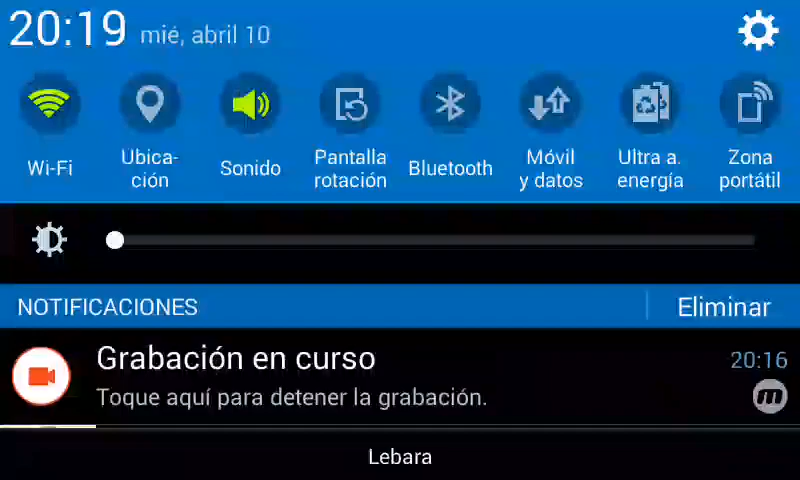 20:19 mié, abril 10
Wi-Fi
Ubica-
ción
Sonido
Pantalla
rotación
Bluetooth
Móvil
y datos
Ultra a.
energía
Zona
portátil
NOTIFICACIONES
Eliminar
Grabación en curso
20:16
Toque aquí para detener la grabación.
m
Lebara